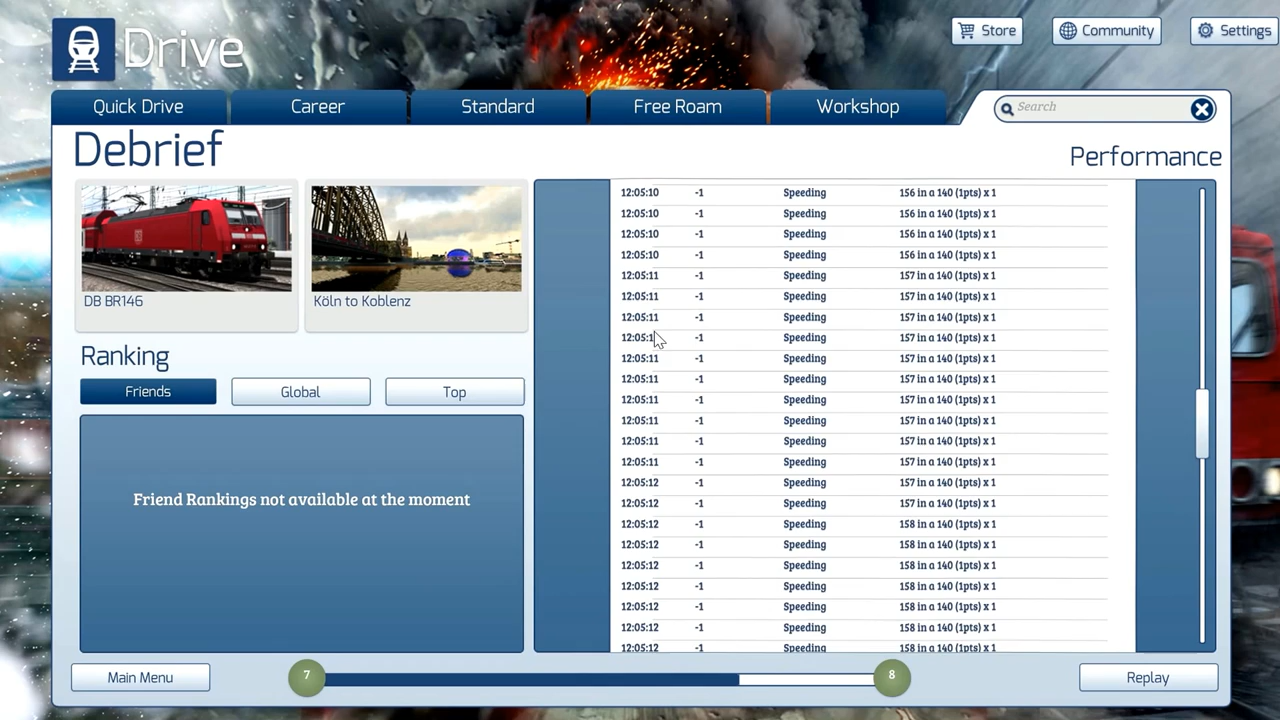 Drive
Store
Community
Settings
Quick Drive
Career
Standard
Free Roam
Workshop
Search
Debrief
Performance
DB BR146
Köln to Koblenz
Ranking
Friends
Global
Top
Friend Rankings not available at the moment
12:05:10 -1 Speeding 156 in a 140 (1pts) x 1
12:05:10 -1 Speeding 156 in a 140 (1pts) x 1
12:05:10 -1 Speeding 156 in a 140 (1pts) x 1
12:05:10 -1 Speeding 156 in a 140 (1pts) x 1
12:05:11 -1 Speeding 157 in a 140 (1pts) x 1
12:05:11 -1 Speeding 157 in a 140 (1pts) x 1
12:05:11 -1 Speeding 157 in a 140 (1pts) x 1
12:05:11 -1 Speeding 157 in a 140 (1pts) x 1
12:05:11 -1 Speeding 157 in a 140 (1pts) x 1
12:05:11 -1 Speeding 157 in a 140 (1pts) x 1
12:05:11 -1 Speeding 157 in a 140 (1pts) x 1
12:05:11 -1 Speeding 157 in a 140 (1pts) x 1
12:05:11 -1 Speeding 157 in a 140 (1pts) x 1
12:05:11 -1 Speeding 157 in a 140 (1pts) x 1
12:05:12 -1 Speeding 157 in a 140 (1pts) x 1
12:05:12 -1 Speeding 157 in a 140 (1pts) x 1
12:05:12 -1 Speeding 158 in a 140 (1pts) x 1
12:05:12 -1 Speeding 158 in a 140 (1pts) x 1
12:05:12 -1 Speeding 158 in a 140 (1pts) x 1
12:05:12 -1 Speeding 158 in a 140 (1pts) x 1
12:05:12 -1 Speeding 158 in a 140 (1pts) x 1
12:05:12 -1 Speeding 158 in a 140 (1pts) x 1
12:05:12 -1 Speeding 158 in a 140 (1pts) x 1
Main Menu
7
8
Replay